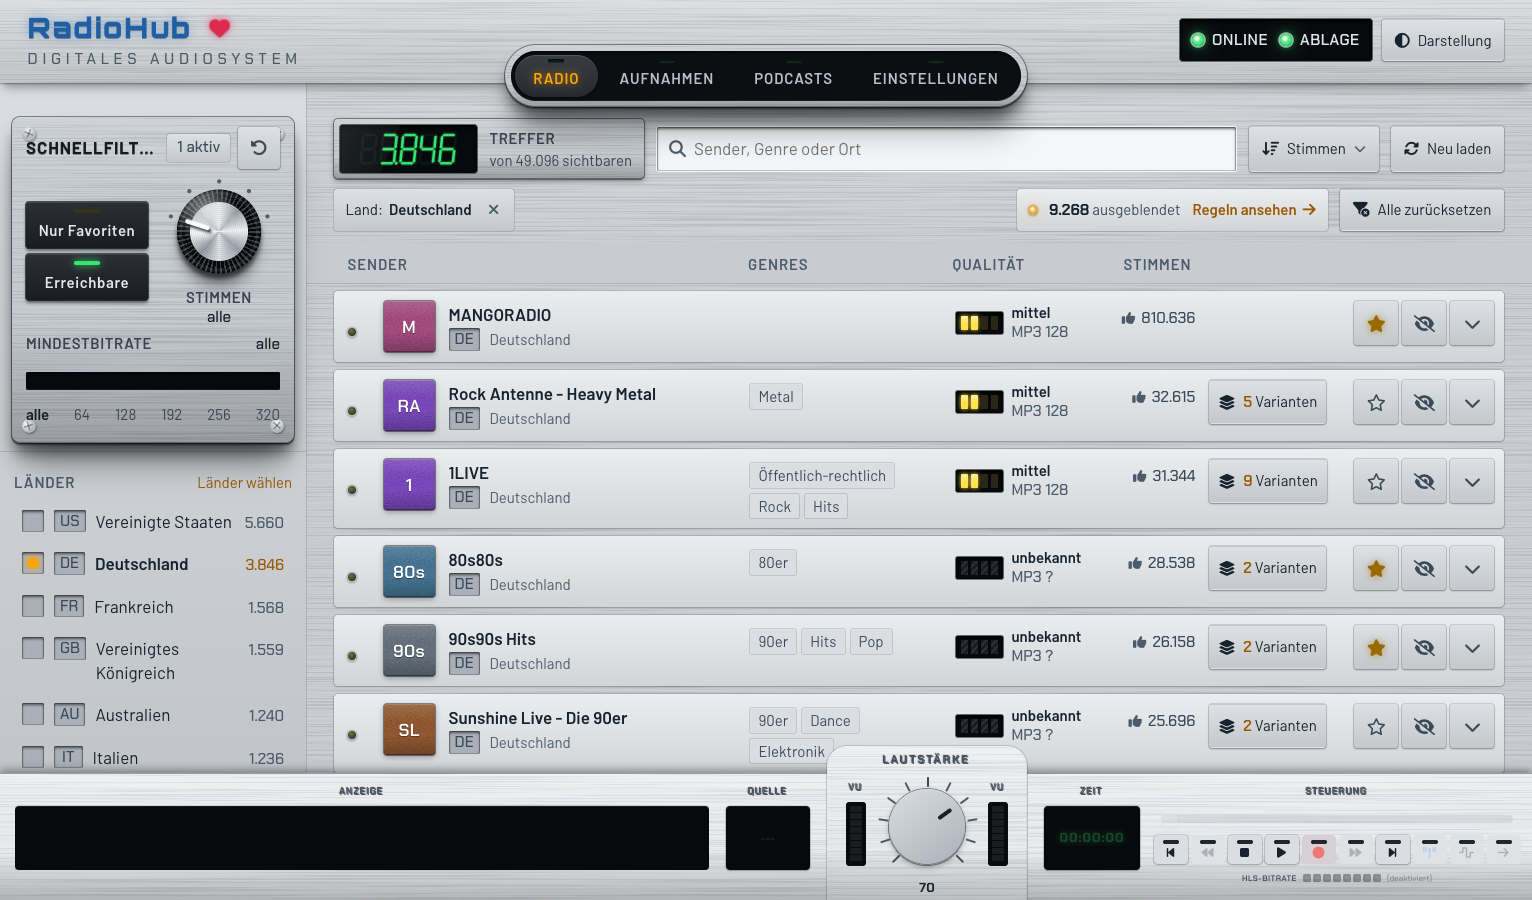 RadioHub
DIGITALES AUDIOSYSTEM
RADIO AUFNAHMEN PODCASTS EINSTELLUNGEN
ONLINE ABLAGE
Darstellung
SCHNELLFILT... 1 aktiv
Nur Favoriten
Erreichbare
STIMMEN
alle
MINDESTBITRATE alle
alle 64 128 192 256 320
LÄNDER Länder wählen
US Vereinigte Staaten 5.660
DE Deutschland 3.846
FR Frankreich 1.568
GB Vereinigtes Königreich 1.559
AU Australien 1.240
IT Italien 1.236
3.846 TREFFER
von 49.096 sichtbaren
Sender, Genre oder Ort
Stimmen
Neu laden
Land: Deutschland
9.268 ausgeblendet Regeln ansehen
Alle zurücksetzen
SENDER GENRES QUALITÄT STIMMEN
M MANGORADIO mittel 810.636
DE Deutschland MP3 128
RA Rock Antenne - Heavy Metal Metal mittel 32.615 5 Varianten
DE Deutschland MP3 128
1 1LIVE Öffentlich-rechtlich mittel 31.344 9 Varianten
DE Deutschland Rock Hits MP3 128
80s 80s80s 80er unbekannt 28.538 2 Varianten
DE Deutschland MP3 ?
90s 90s90s Hits 90er Hits Pop unbekannt 26.158 2 Varianten
DE Deutschland MP3 ?
SL Sunshine Live - Die 90er 90er Dance unbekannt 25.696 2 Varianten
DE Deutschland Elektronik MP3 ?
ANZEIGE QUELLE LAUTSTÄRKE ZEIT STEUERUNG
VU VU
00:00:00
70
HLS-BITRATE (deaktiviert)